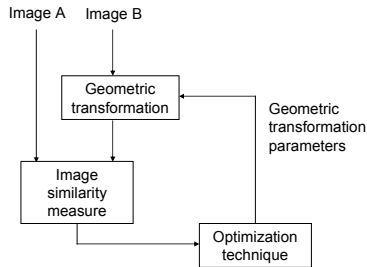 Image A
Image B
Geometric
transformation
Geometric
transformation
parameters
Image
similarity
measure
Optimization
technique